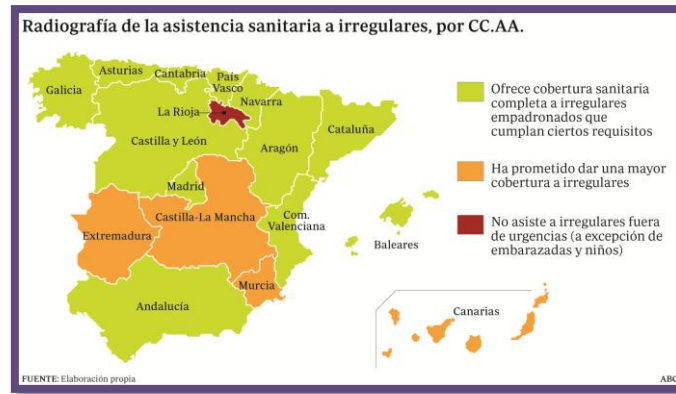 Radiografía de la asistencia sanitaria a irregulares, por CC.AA.
Galicia
Asturias
Cantabria
País
Vasco
Navarra
La Rioja
Castilla y León
Aragón
Cataluña
Madrid
Castilla-La Mancha
Extremadura
Com.
Valenciana
Baleares
Murcia
Andalucía
Canarias
Ofrece cobertura sanitaria
completa a irregulares
empadronados que
cumplan ciertos requisitos
Ha prometido dar una mayor
cobertura a irregulares
No asiste a irregulares fuera
de urgencias (a excepción de
embarazadas y niños)
FUENTE: Elaboración propia
ABC